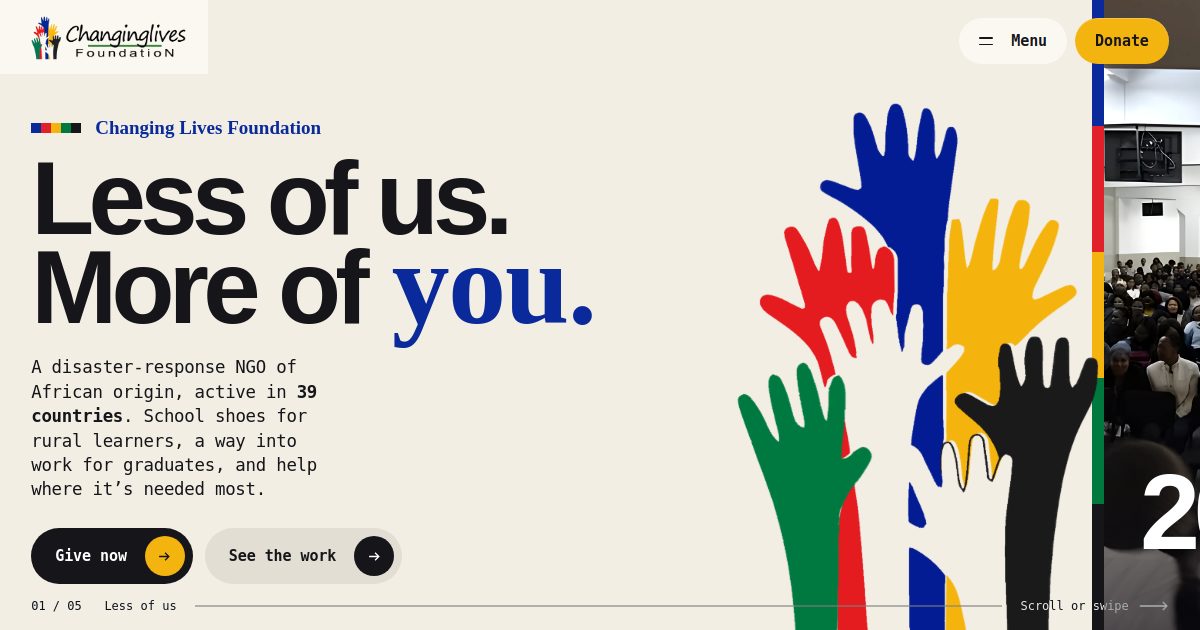 Changinglives
FoundatioN
Menu
Donate
Changing Lives Foundation
Less of us.
More of you.
A disaster-response NGO of
African origin, active in 39
countries. School shoes for
rural learners, a way into
work for graduates, and help
where it’s needed most.
Give now
See the work
01 / 05
Less of us
Scroll or swipe
2